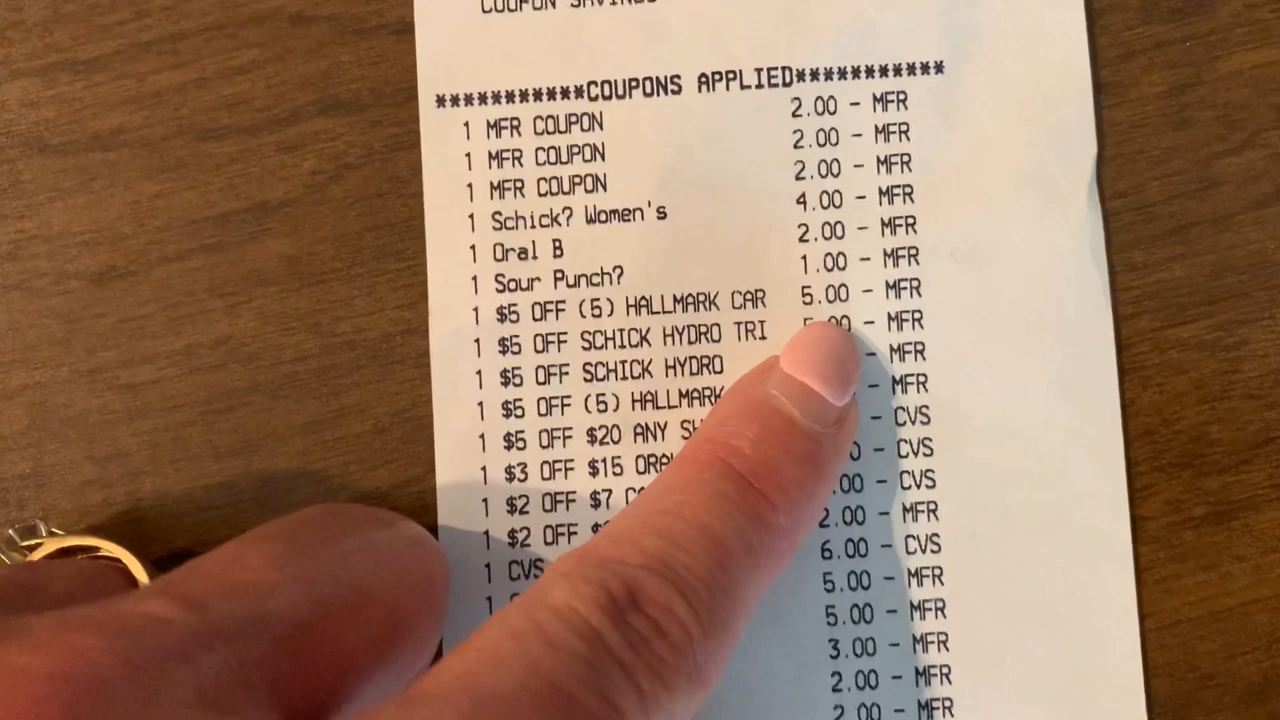 COUPON SAVINGS
***********COUPONS APPLIED***********
1 MFR COUPON 2.00 - MFR
1 MFR COUPON 2.00 - MFR
1 MFR COUPON 2.00 - MFR
1 Schick? Women's 4.00 - MFR
1 Oral B 2.00 - MFR
1 Sour Punch? 1.00 - MFR
1 $5 OFF (5) HALLMARK CAR 5.00 - MFR
1 $5 OFF SCHICK HYDRO TRI 5.00 - MFR
1 $5 OFF SCHICK HYDRO - MFR
1 $5 OFF (5) HALLMARK - MFR
1 $5 OFF $20 ANY - CVS
1 $3 OFF $15 - CVS
1 $2 OFF $7 .00 - CVS
1 $2 OFF 2.00 - MFR
1 CVS 6.00 - CVS
1 5.00 - MFR
5.00 - MFR
3.00 - MFR
2.00 - MFR
2.00 - MFR